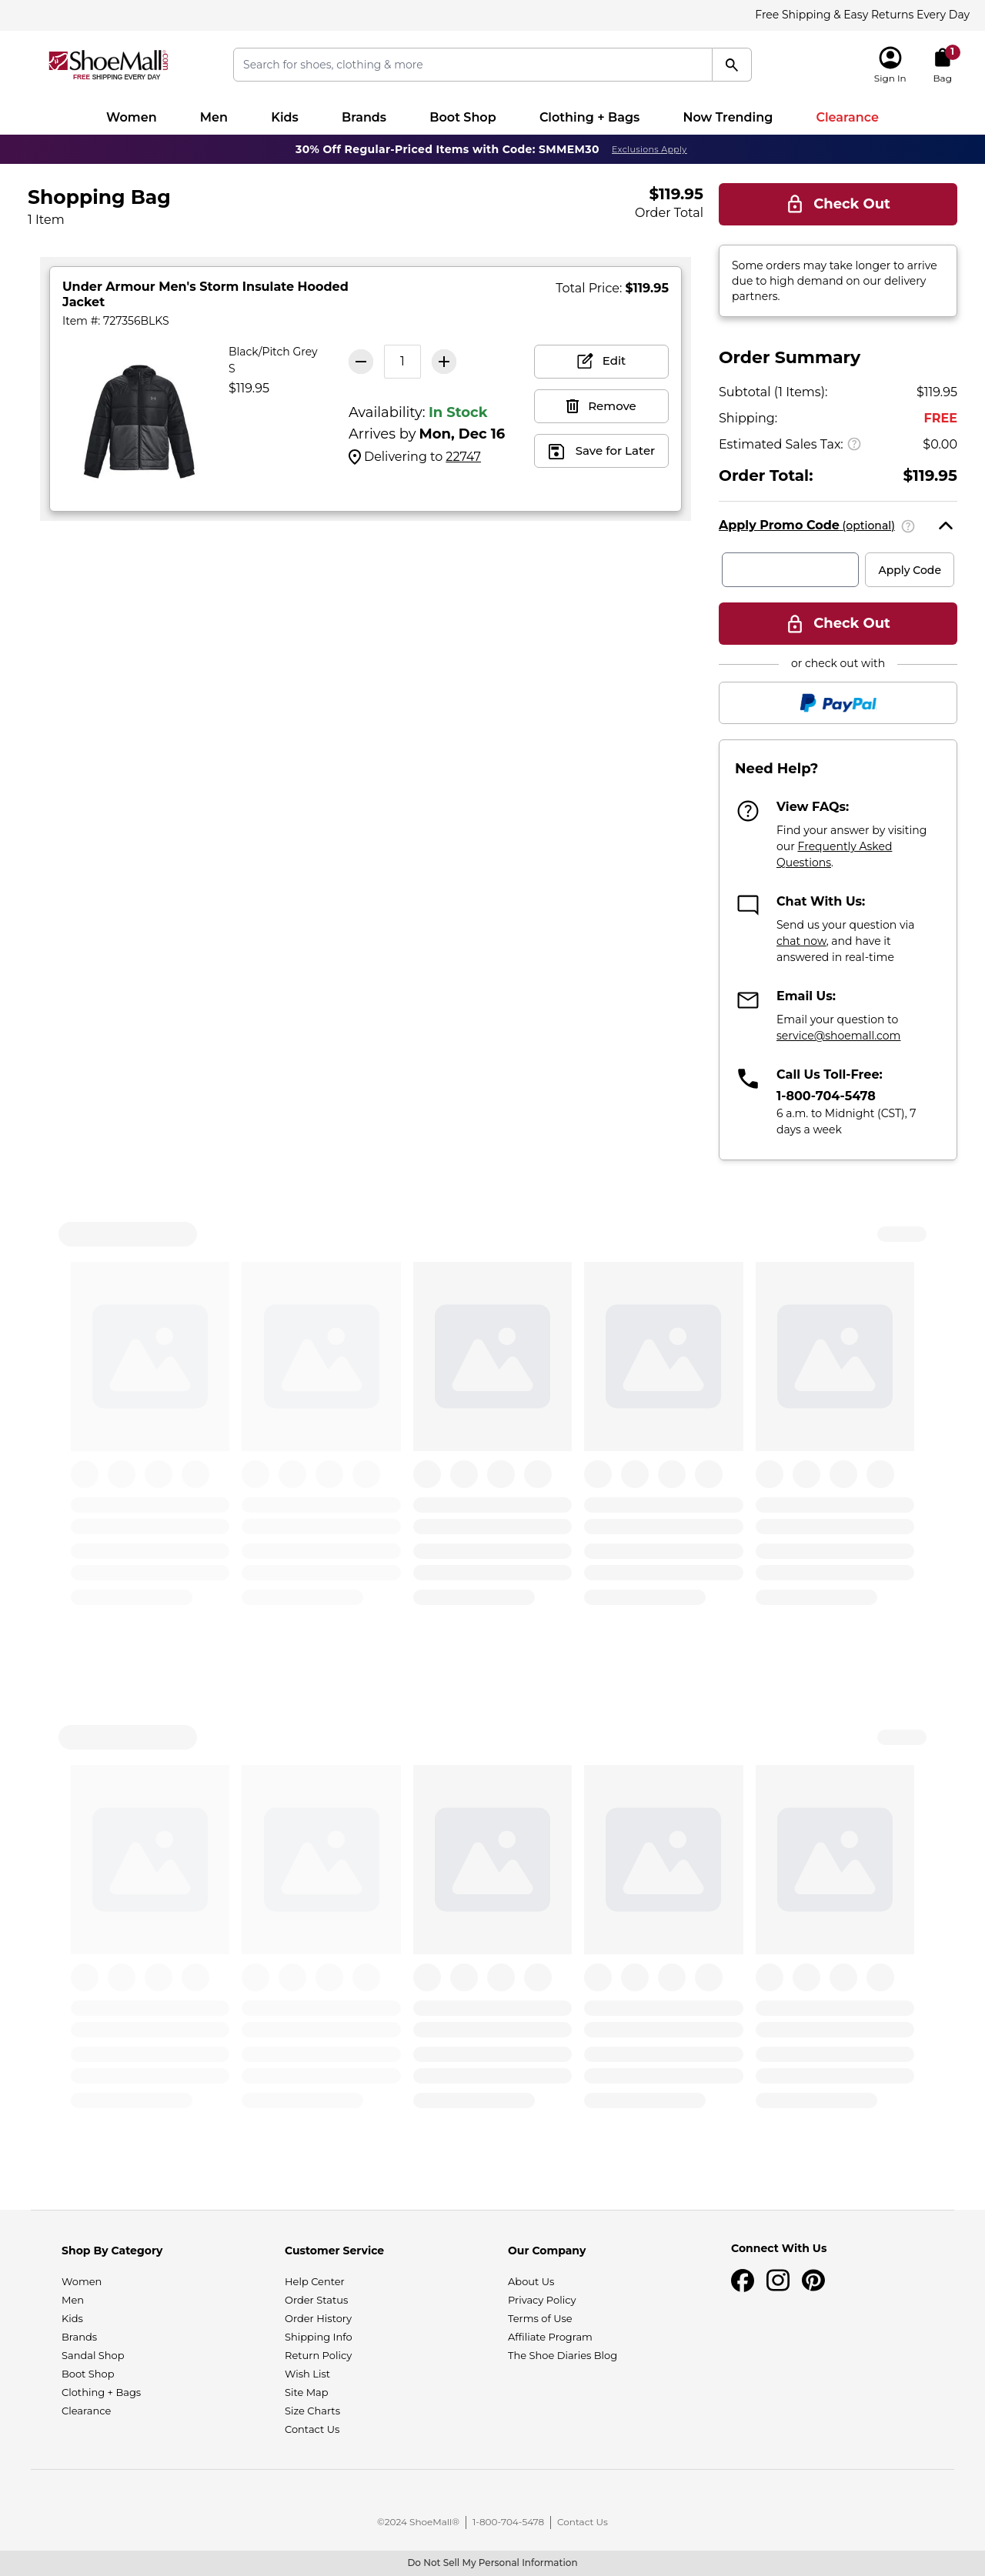 Free Shipping & Easy Returns Every Day
ShoeMall.com
FREE SHIPPING EVERY DAY
Search for shoes, clothing & more
1
Sign In
Bag
Women Men Kids Brands Boot Shop Clothing + Bags Now Trending Clearance
30% Off Regular-Priced Items with Code: SMMEM30 Exclusions Apply
Shopping Bag
1 Item
$119.95
Order Total
Check Out
Under Armour Men's Storm Insulate Hooded
Jacket
Item #: 727356BLKS
Total Price: $119.95
Black/Pitch Grey
S
$119.95
1
Availability: In Stock
Arrives by Mon, Dec 16
Delivering to 22747
Edit
Remove
Save for Later
Some orders may take longer to arrive
due to high demand on our delivery
partners.
Order Summary
Subtotal (1 Items): $119.95
Shipping: FREE
Estimated Sales Tax: ? $0.00
Order Total: $119.95
Apply Promo Code (optional) ?
Apply Code
Check Out
or check out with
PayPal
Need Help?
View FAQs:
Find your answer by visiting
our Frequently Asked
Questions.
Chat With Us:
Send us your question via
chat now, and have it
answered in real-time
Email Us:
Email your question to
service@shoemall.com
Call Us Toll-Free:
1-800-704-5478
6 a.m. to Midnight (CST), 7
days a week
Shop By Category
Women
Men
Kids
Brands
Sandal Shop
Boot Shop
Clothing + Bags
Clearance
Customer Service
Help Center
Order Status
Order History
Shipping Info
Return Policy
Wish List
Site Map
Size Charts
Contact Us
Our Company
About Us
Privacy Policy
Terms of Use
Affiliate Program
The Shoe Diaries Blog
Connect With Us
©2024 ShoeMall® 1-800-704-5478 Contact Us
Do Not Sell My Personal Information